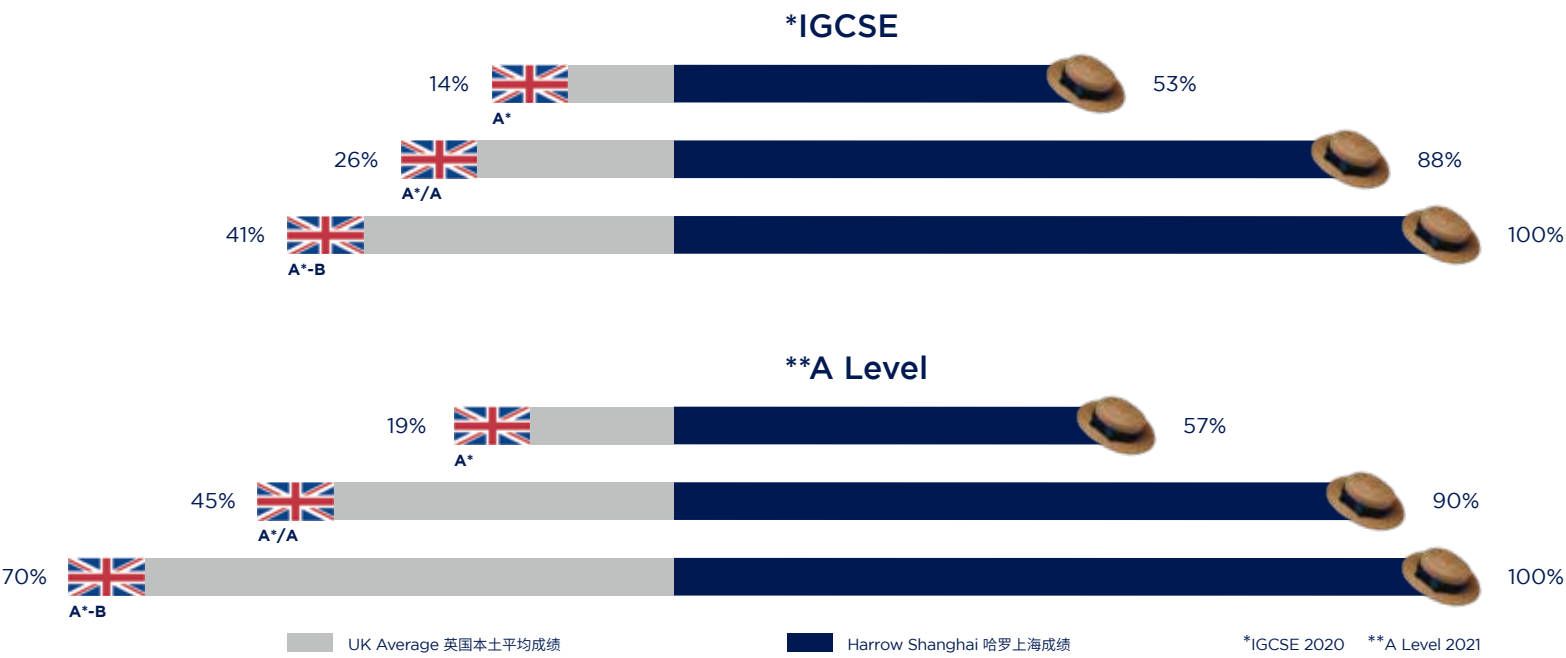 *IGCSE
14% 53%
A*
26% 88%
A*/A
41% 100%
A*-B
**A Level
19% 57%
A*
45% 90%
A*/A
70% 100%
A*-B
UK Average 英国本土平均成绩 Harrow Shanghai 哈罗上海成绩 *IGCSE 2020 **A Level 2021